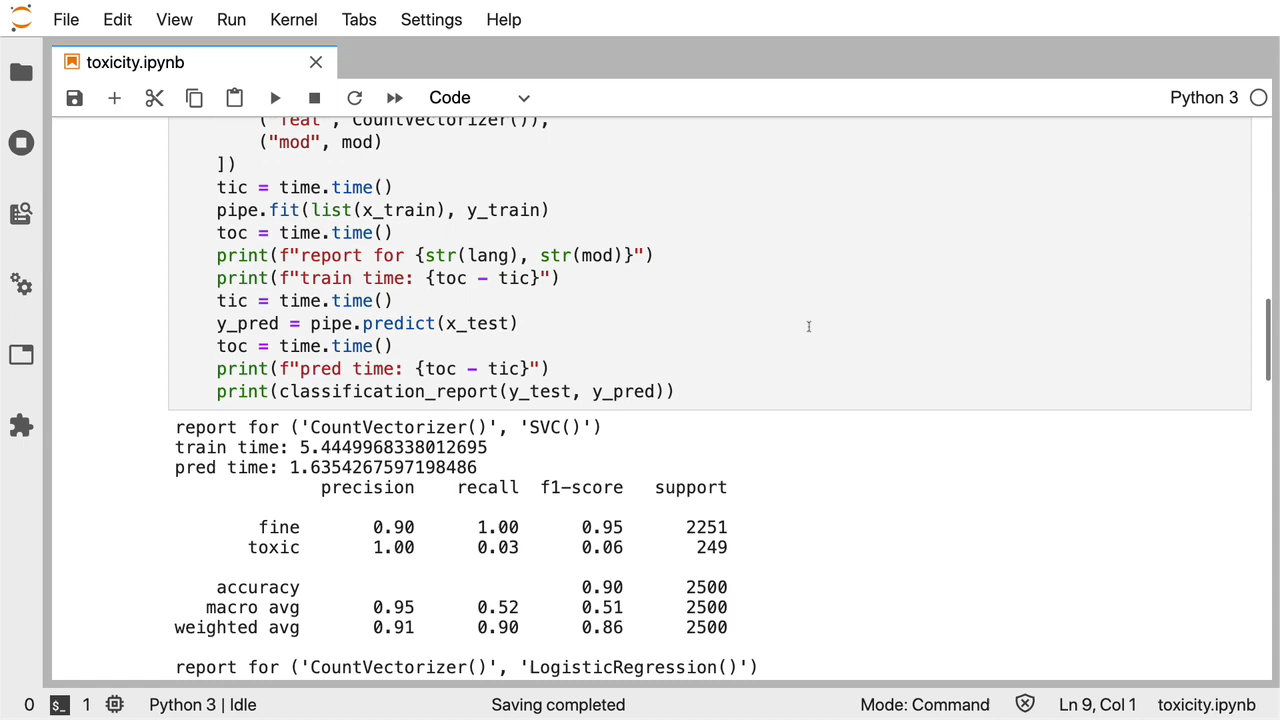 File Edit View Run Kernel Tabs Settings Help
toxicity.ipynb
Code
Python 3
("feat", CountVectorizer()),
("mod", mod)
])
tic = time.time()
pipe.fit(list(x_train), y_train)
toc = time.time()
print(f"report for {str(lang), str(mod)}")
print(f"train time: {toc - tic}")
tic = time.time()
y_pred = pipe.predict(x_test)
toc = time.time()
print(f"pred time: {toc - tic}")
print(classification_report(y_test, y_pred))
report for ('CountVectorizer()', 'SVC()')
train time: 5.4449968338012695
pred time: 1.6354267597198486
precision recall f1-score support
fine 0.90 1.00 0.95 2251
toxic 1.00 0.03 0.06 249
accuracy 0.90 2500
macro avg 0.95 0.52 0.51 2500
weighted avg 0.91 0.90 0.86 2500
report for ('CountVectorizer()', 'LogisticRegression()')
0 $_ 1 Python 3 | Idle Saving completed Mode: Command Ln 9, Col 1 toxicity.ipynb